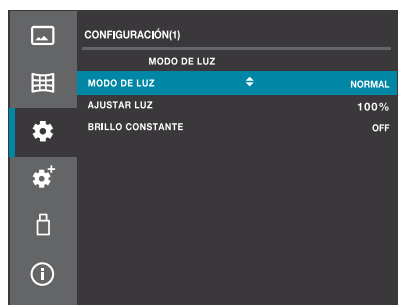 CONFIGURACIÓN(1)
MODO DE LUZ
MODO DE LUZ NORMAL
AJUSTAR LUZ 100%
BRILLO CONSTANTE OFF